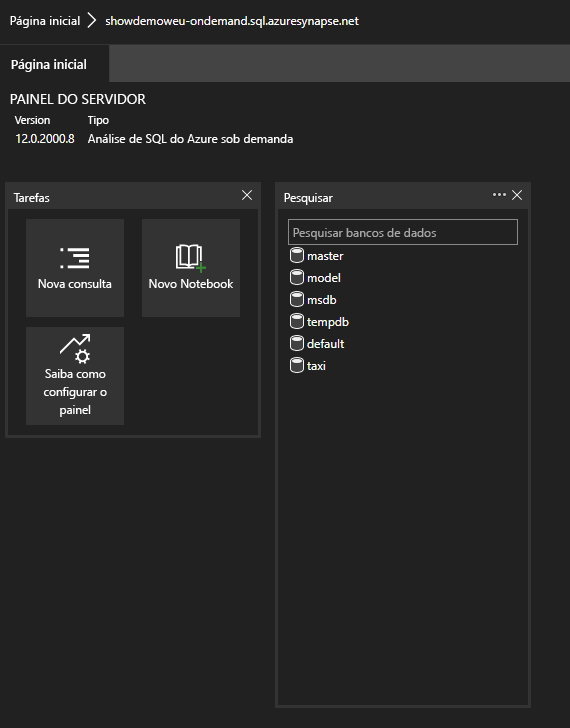 Página inicial
showdemoweu-ondemand.sql.azuresynapse.net
Página inicial
PAINEL DO SERVIDOR
Version Tipo
12.0.2000.8 Análise de SQL do Azure sob demanda
Tarefas
Nova consulta
Novo Notebook
Saiba como
configurar o
painel
Pesquisar
Pesquisar bancos de dados
master
model
msdb
tempdb
default
taxi